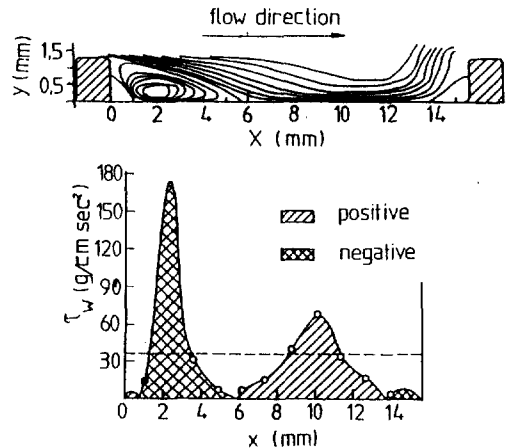 flow direction
y (mm)
1,5
0,5
0 2 4 6 8 10 12 14
X (mm)
τw (g/cm sec²)
180
150
120
90
60
30
positive
negative
0 2 4 6 8 10 12 14
x (mm)